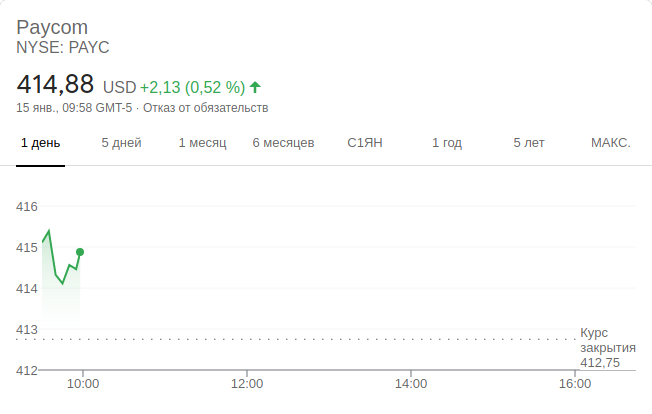 Paycom
NYSE: PAYC
414,88 USD +2,13 (0,52 %)
15 янв., 09:58 GMT-5 · Отказ от обязательств
1 день 5 дней 1 месяц 6 месяцев С1ЯН 1 год 5 лет МАКС.
416
415
414
413
412
Курс
закрытия
412,75
10:00 12:00 14:00 16:00